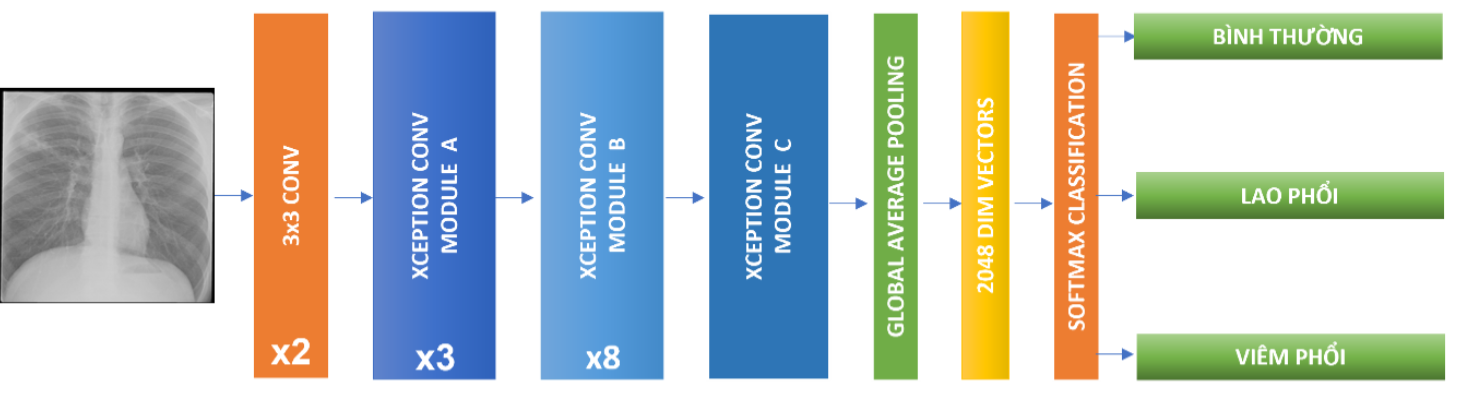 3x3 CONV
x2
XCEPTION CONV
MODULE A
x3
XCEPTION CONV
MODULE B
x8
XCEPTION CONV
MODULE C
GLOBAL AVERAGE POOLING
2048 DIM VECTORS
SOFTMAX CLASSIFICATION
BÌNH THƯỜNG
LAO PHỔI
VIÊM PHỔI